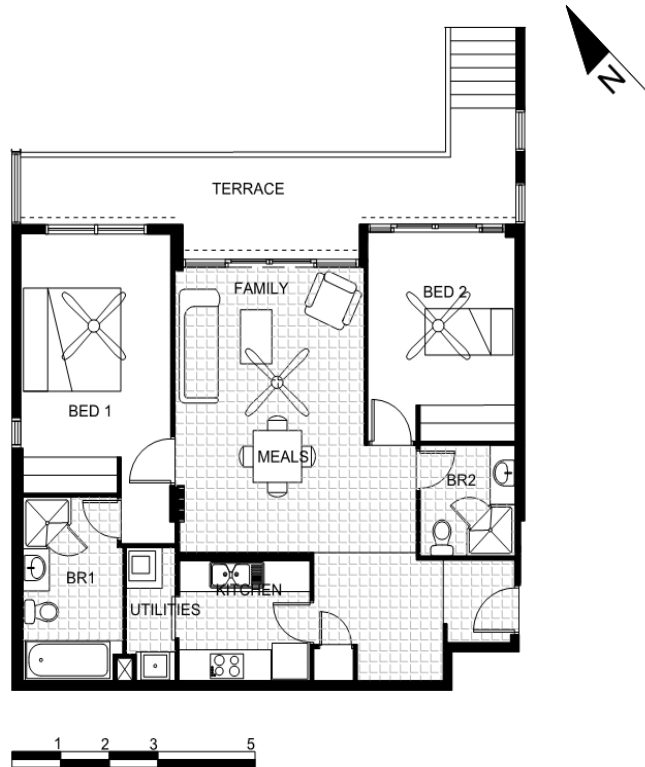 N
TERRACE
FAMILY
BED 2
BED 1
MEALS
BR2
BR1
KITCHEN
UTILITIES
1 2 3 5